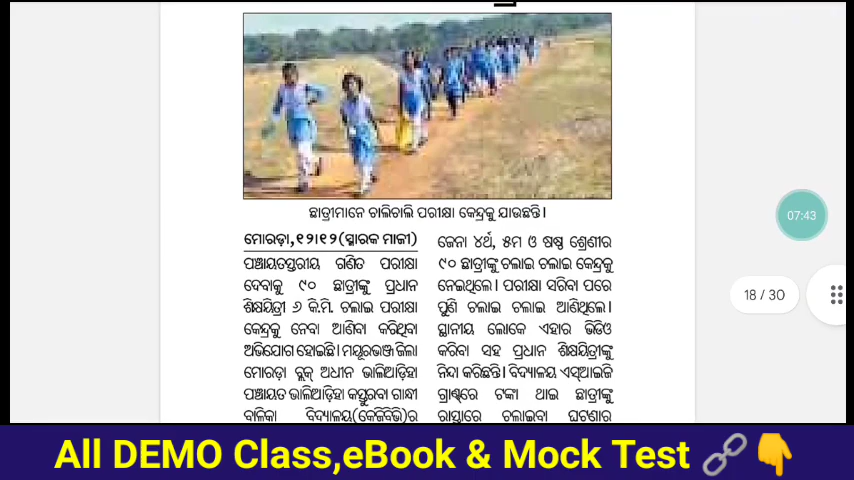 ଛାତ୍ରୀମାନେ ଚାଲିଚାଲି ପରୀକ୍ଷା କେନ୍ଦ୍ରକୁ ଯାଉଛନ୍ତି।
ମୋରଡ଼ା,୧୨।୧୨(ସ୍ମାରକ ମାଜୀ)
ପଞ୍ଚାୟତସ୍ତରୀୟ ଗଣିତ ପରୀକ୍ଷା
ଦେବାକୁ ୯୦ ଛାତ୍ରୀଙ୍କୁ ପ୍ରଧାନ
ଶିକ୍ଷୟିତ୍ରୀ ୬ କି.ମି. ଚଲାଇ ପରୀକ୍ଷା
କେନ୍ଦ୍ରକୁ ନେବା ଆଣିବା କରିଥିବା
ଅଭିଯୋଗ ହୋଇଛି। ମୟୂରଭଞ୍ଜ ଜିଲା
ମୋରଡ଼ା ବ୍ଲକ୍ ଅଧୀନ ଭାଲିଆଡ଼ିହା
ପଞ୍ଚାୟତ ଭାଲିଆଡ଼ିହା କସ୍ତୁରବା ଗାନ୍ଧୀ
ବାଳିକା ବିଦ୍ୟାଳୟ(କେଜିବିଭି)ର
ଜେନା ୪ର୍ଥ, ୫ମ ଓ ଷଷ୍ଠ ଶ୍ରେଣୀର
୯୦ ଛାତ୍ରୀଙ୍କୁ ଚଲାଇ ଚଲାଇ କେନ୍ଦ୍ରକୁ
ନେଇଥିଲେ। ପରୀକ୍ଷା ସରିବା ପରେ
ପୁଣି ଚଲାଇ ଚଲାଇ ଆଣିଥିଲେ।
ସ୍ଥାନୀୟ ଲୋକେ ଏହାର ଭିଡିଓ
କରିବା ସହ ପ୍ରଧାନ ଶିକ୍ଷୟିତ୍ରୀଙ୍କୁ
ନିନ୍ଦା କରିଛନ୍ତି। ବିଦ୍ୟାଳୟ ଏସ୍ଆଇଜି
ଗ୍ରାଣ୍ଟରେ ଟଙ୍କା ଥାଇ ଛାତ୍ରୀଙ୍କୁ
ରାସ୍ତାରେ ଚଲାଇବା ଘଟଣାର
07:43
18 / 30
All DEMO Class,eBook & Mock Test 🔗👇